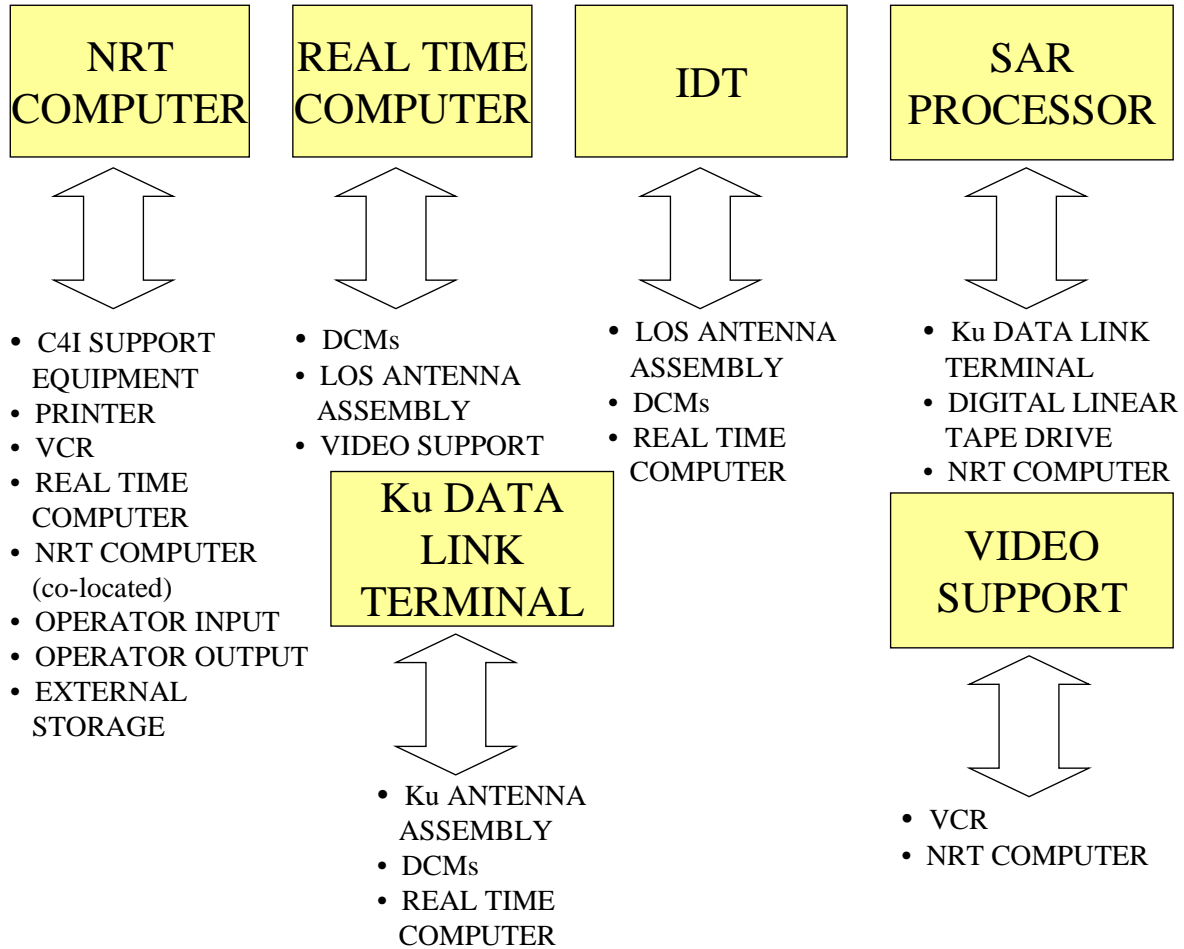 NRT
COMPUTER
REAL TIME
COMPUTER
IDT
SAR
PROCESSOR
• C4I SUPPORT
EQUIPMENT
• PRINTER
• VCR
• REAL TIME
COMPUTER
• NRT COMPUTER
(co-located)
• OPERATOR INPUT
• OPERATOR OUTPUT
• EXTERNAL
STORAGE
• DCMs
• LOS ANTENNA
ASSEMBLY
• VIDEO SUPPORT
Ku DATA
LINK
TERMINAL
• Ku ANTENNA
ASSEMBLY
• DCMs
• REAL TIME
COMPUTER
• LOS ANTENNA
ASSEMBLY
• DCMs
• REAL TIME
COMPUTER
• Ku DATA LINK
TERMINAL
• DIGITAL LINEAR
TAPE DRIVE
• NRT COMPUTER
VIDEO
SUPPORT
• VCR
• NRT COMPUTER